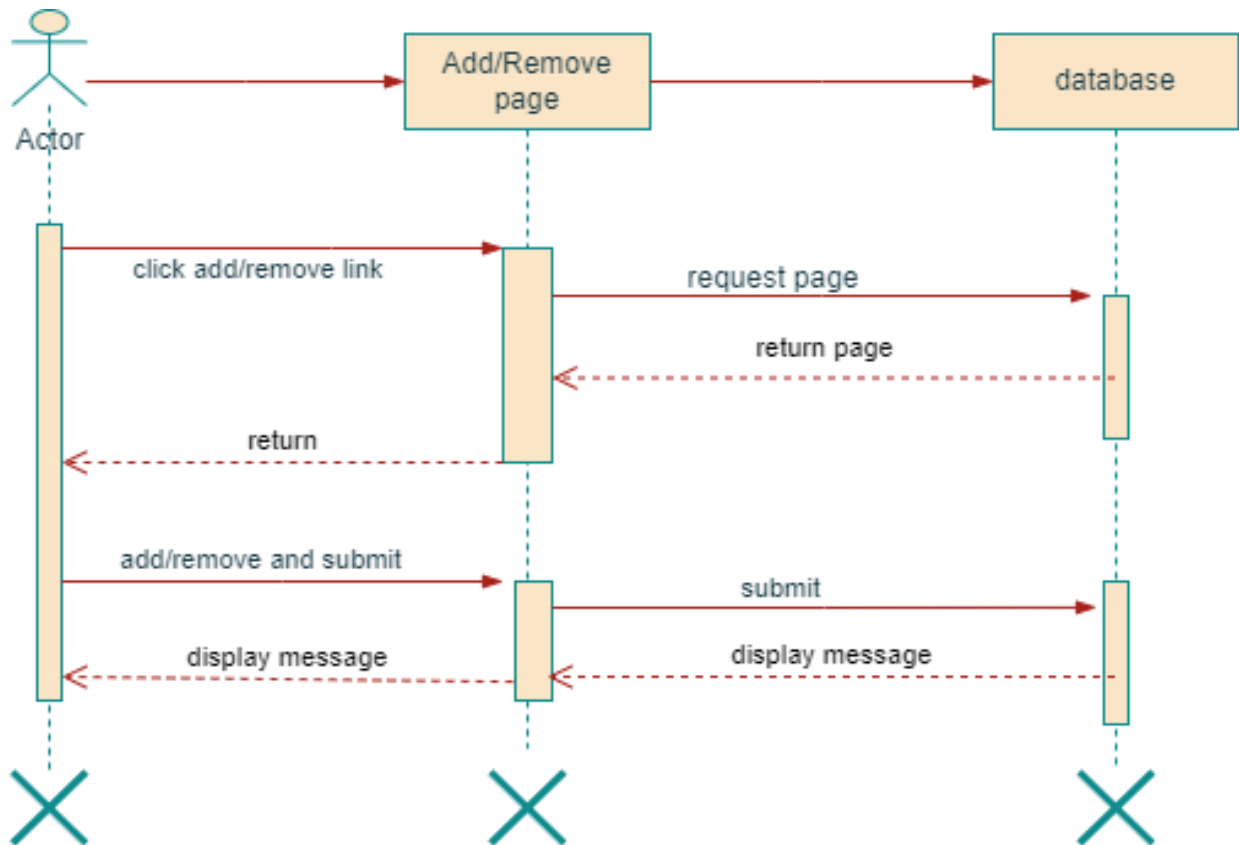 Add/Remove
page
database
Actor
click add/remove link
request page
return page
return
add/remove and submit
submit
display message
display message